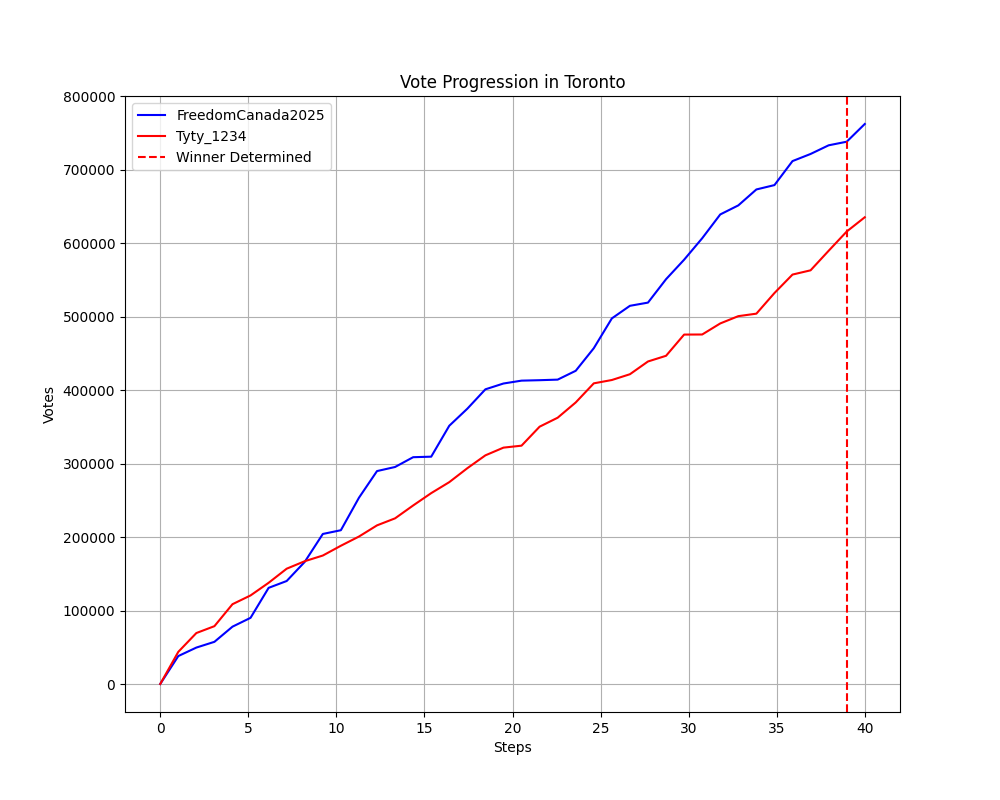 Vote Progression in Toronto
800000
700000
600000
500000
400000
300000
200000
100000
0
Votes
FreedomCanada2025
Tyty_1234
Winner Determined
0 5 10 15 20 25 30 35 40
Steps